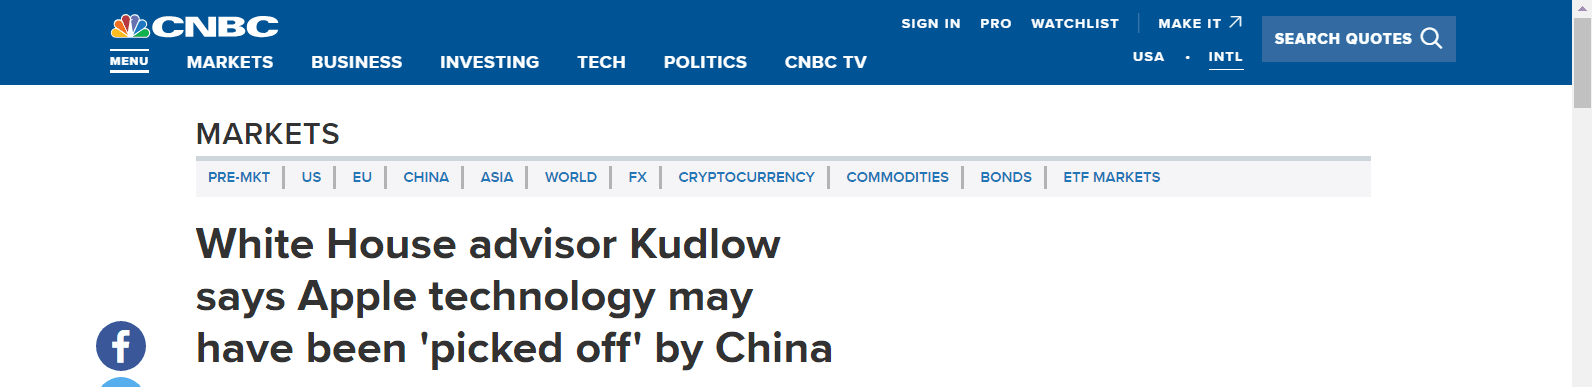 CNBC
SIGN IN PRO WATCHLIST MAKE IT
SEARCH QUOTES
USA • INTL
MENU MARKETS BUSINESS INVESTING TECH POLITICS CNBC TV
MARKETS
PRE-MKT US EU CHINA ASIA WORLD FX CRYPTOCURRENCY COMMODITIES BONDS ETF MARKETS
White House advisor Kudlow
says Apple technology may
have been 'picked off' by China